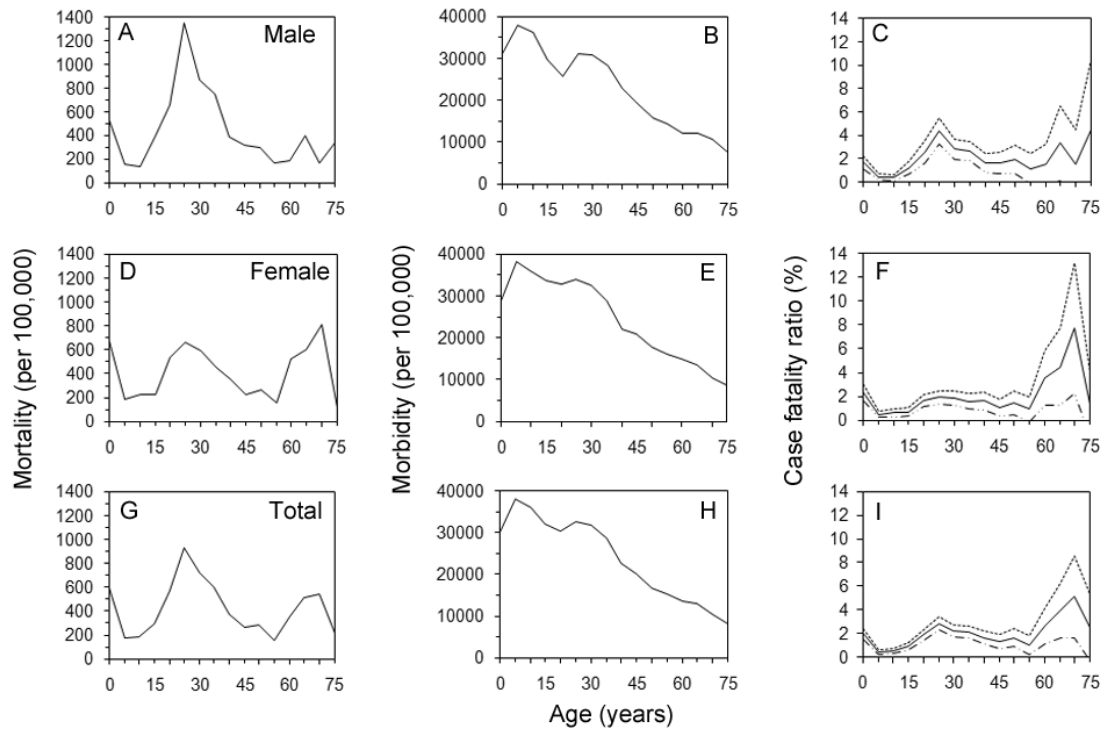 A Male
1400
1200
1000
800
600
400
200
0
0 15 30 45 60 75
B
40000
30000
20000
10000
0
0 15 30 45 60 75
C
14
12
10
8
6
4
2
0
0 15 30 45 60 75
D Female
1400
1200
1000
800
600
400
200
0
0 15 30 45 60 75
E
40000
30000
20000
10000
0
0 15 30 45 60 75
F
14
12
10
8
6
4
2
0
0 15 30 45 60 75
G Total
1400
1200
1000
800
600
400
200
0
0 15 30 45 60 75
H
40000
30000
20000
10000
0
0 15 30 45 60 75
I
14
12
10
8
6
4
2
0
0 15 30 45 60 75
Mortality (per 100,000)
Morbidity (per 100,000)
Case fatality ratio (%)
Age (years)